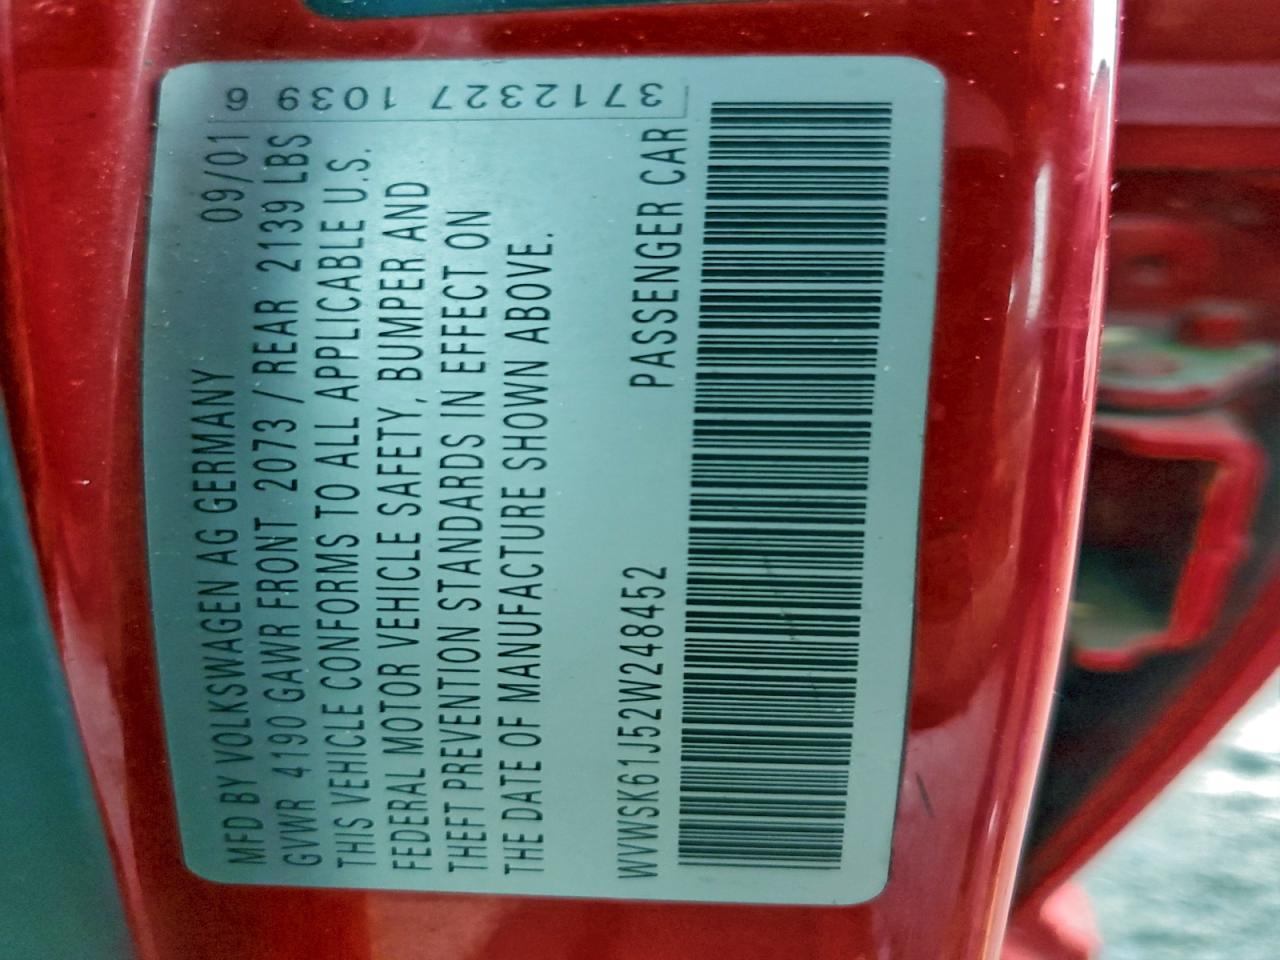 MFD BY VOLKSWAGEN AG GERMANY 09/01
GVWR 4190 GAWR FRONT 2073 / REAR 2139 LBS
THIS VEHICLE CONFORMS TO ALL APPLICABLE U.S.
FEDERAL MOTOR VEHICLE SAFETY, BUMPER AND
THEFT PREVENTION STANDARDS IN EFFECT ON
THE DATE OF MANUFACTURE SHOWN ABOVE.
WVWSK61J52W248452 PASSENGER CAR
3712327 1039 6